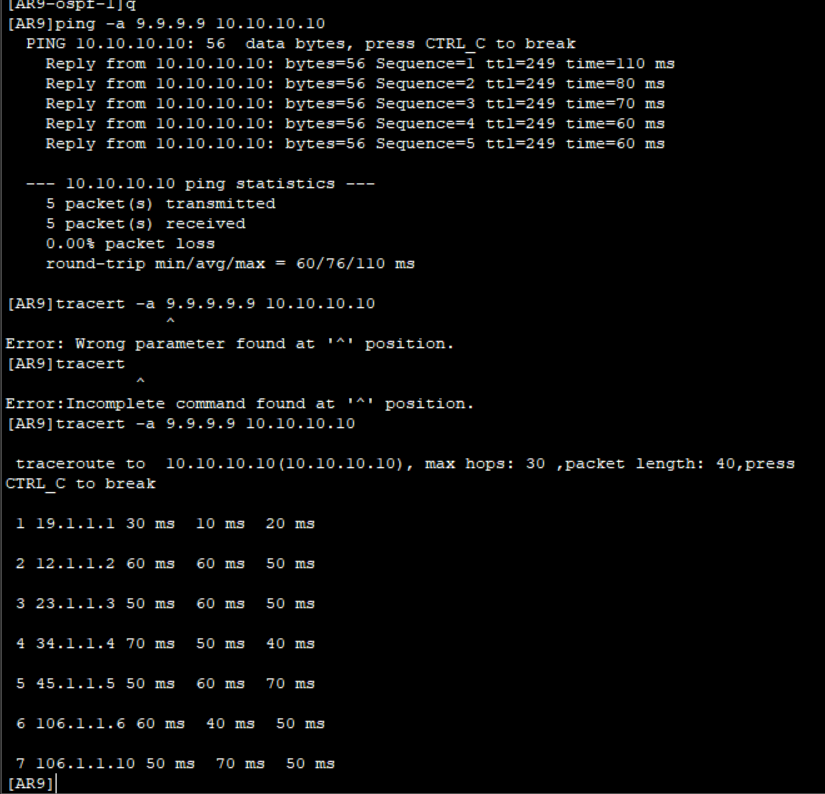 [AR9-ospf-1]q
[AR9]ping -a 9.9.9.9 10.10.10.10
PING 10.10.10.10: 56  data bytes, press CTRL_C to break
Reply from 10.10.10.10: bytes=56 Sequence=1 ttl=249 time=110 ms
Reply from 10.10.10.10: bytes=56 Sequence=2 ttl=249 time=80 ms
Reply from 10.10.10.10: bytes=56 Sequence=3 ttl=249 time=70 ms
Reply from 10.10.10.10: bytes=56 Sequence=4 ttl=249 time=60 ms
Reply from 10.10.10.10: bytes=56 Sequence=5 ttl=249 time=60 ms
--- 10.10.10.10 ping statistics ---
5 packet(s) transmitted
5 packet(s) received
0.00% packet loss
round-trip min/avg/max = 60/76/110 ms
[AR9]tracert -a 9.9.9.9.9 10.10.10.10
^
Error: Wrong parameter found at '^' position.
[AR9]tracert
^
Error:Incomplete command found at '^' position.
[AR9]tracert -a 9.9.9.9 10.10.10.10
traceroute to  10.10.10.10(10.10.10.10), max hops: 30 ,packet length: 40,press
CTRL_C to break
1 19.1.1.1 30 ms  10 ms  20 ms
2 12.1.1.2 60 ms  60 ms  50 ms
3 23.1.1.3 50 ms  60 ms  50 ms
4 34.1.1.4 70 ms  50 ms  40 ms
5 45.1.1.5 50 ms  60 ms  70 ms
6 106.1.1.6 60 ms  40 ms  50 ms
7 106.1.1.10 50 ms  70 ms  50 ms
[AR9]